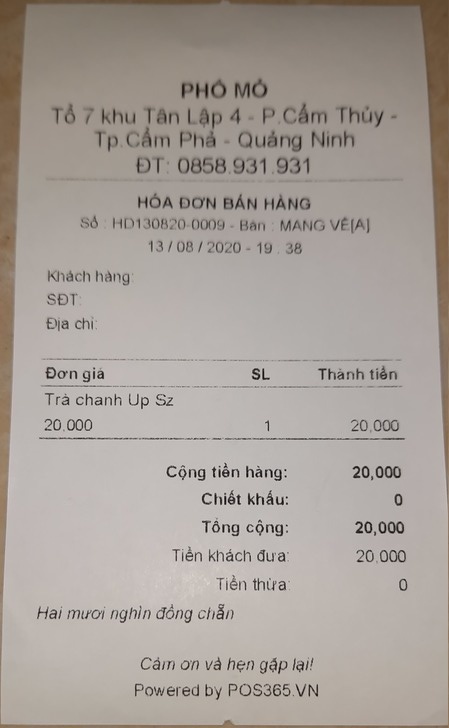 PHỐ MỎ
Tổ 7 khu Tân Lập 4 - P.Cẩm Thủy -
Tp.Cẩm Phả - Quảng Ninh
ĐT: 0858.931.931
HÓA ĐƠN BÁN HÀNG
Số : HD130820-0009 - Bàn : MANG VỀ[A]
13 / 08 / 2020 - 19 : 38
Khách hàng:
SĐT:
Địa chỉ:
Đơn giá SL Thành tiền
Trà chanh Up Sz
20.000 1 20,000
Cộng tiền hàng: 20,000
Chiết khấu: 0
Tổng cộng: 20,000
Tiền khách đưa: 20,000
Tiền thừa: 0
Hai mươi nghìn đồng chẵn
Cảm ơn và hẹn gặp lại!
Powered by POS365.VN